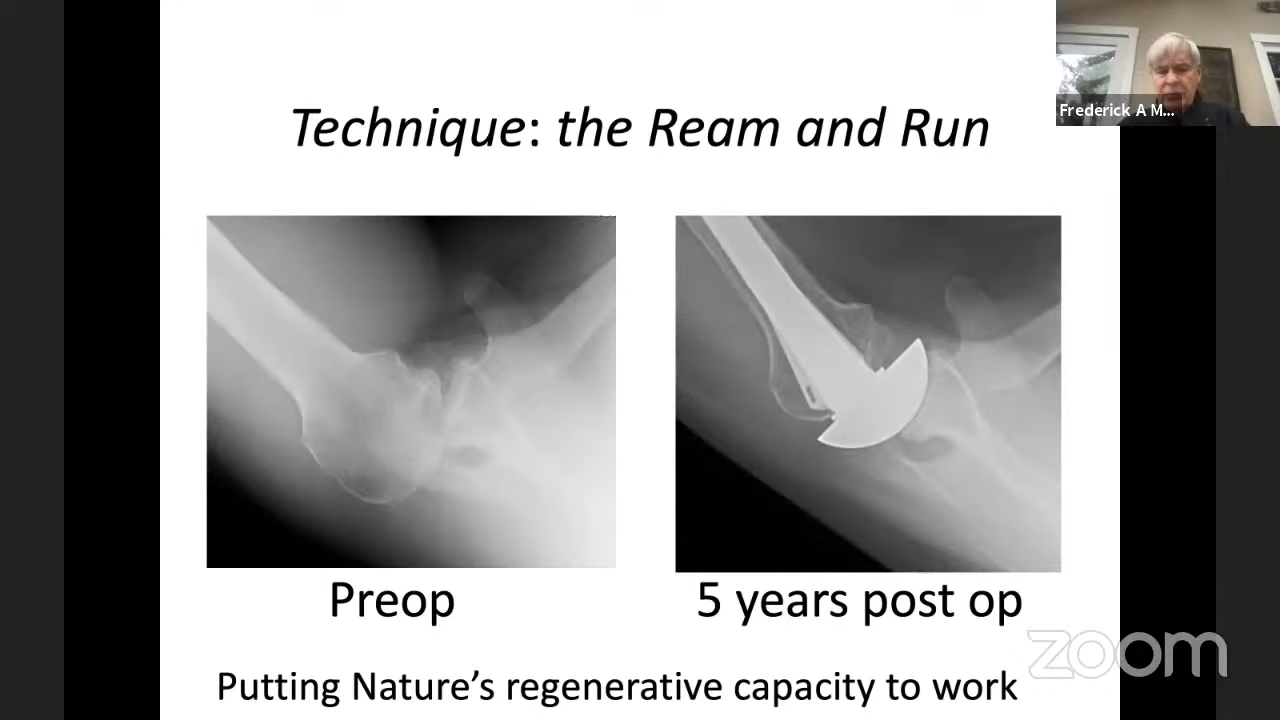 Technique: the Ream and Run
Frederick A M...
Preop
5 years post op
Putting Nature's regenerative capacity to work
zoom